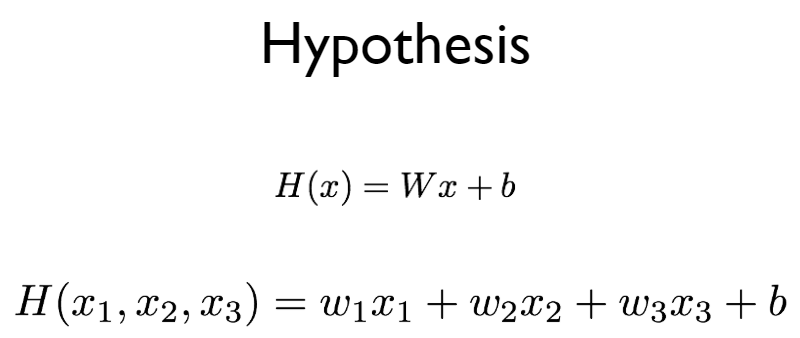 Hypothesis
H(x) = Wx + b
H(x₁, x₂, x₃) = w₁x₁ + w₂x₂ + w₃x₃ + b